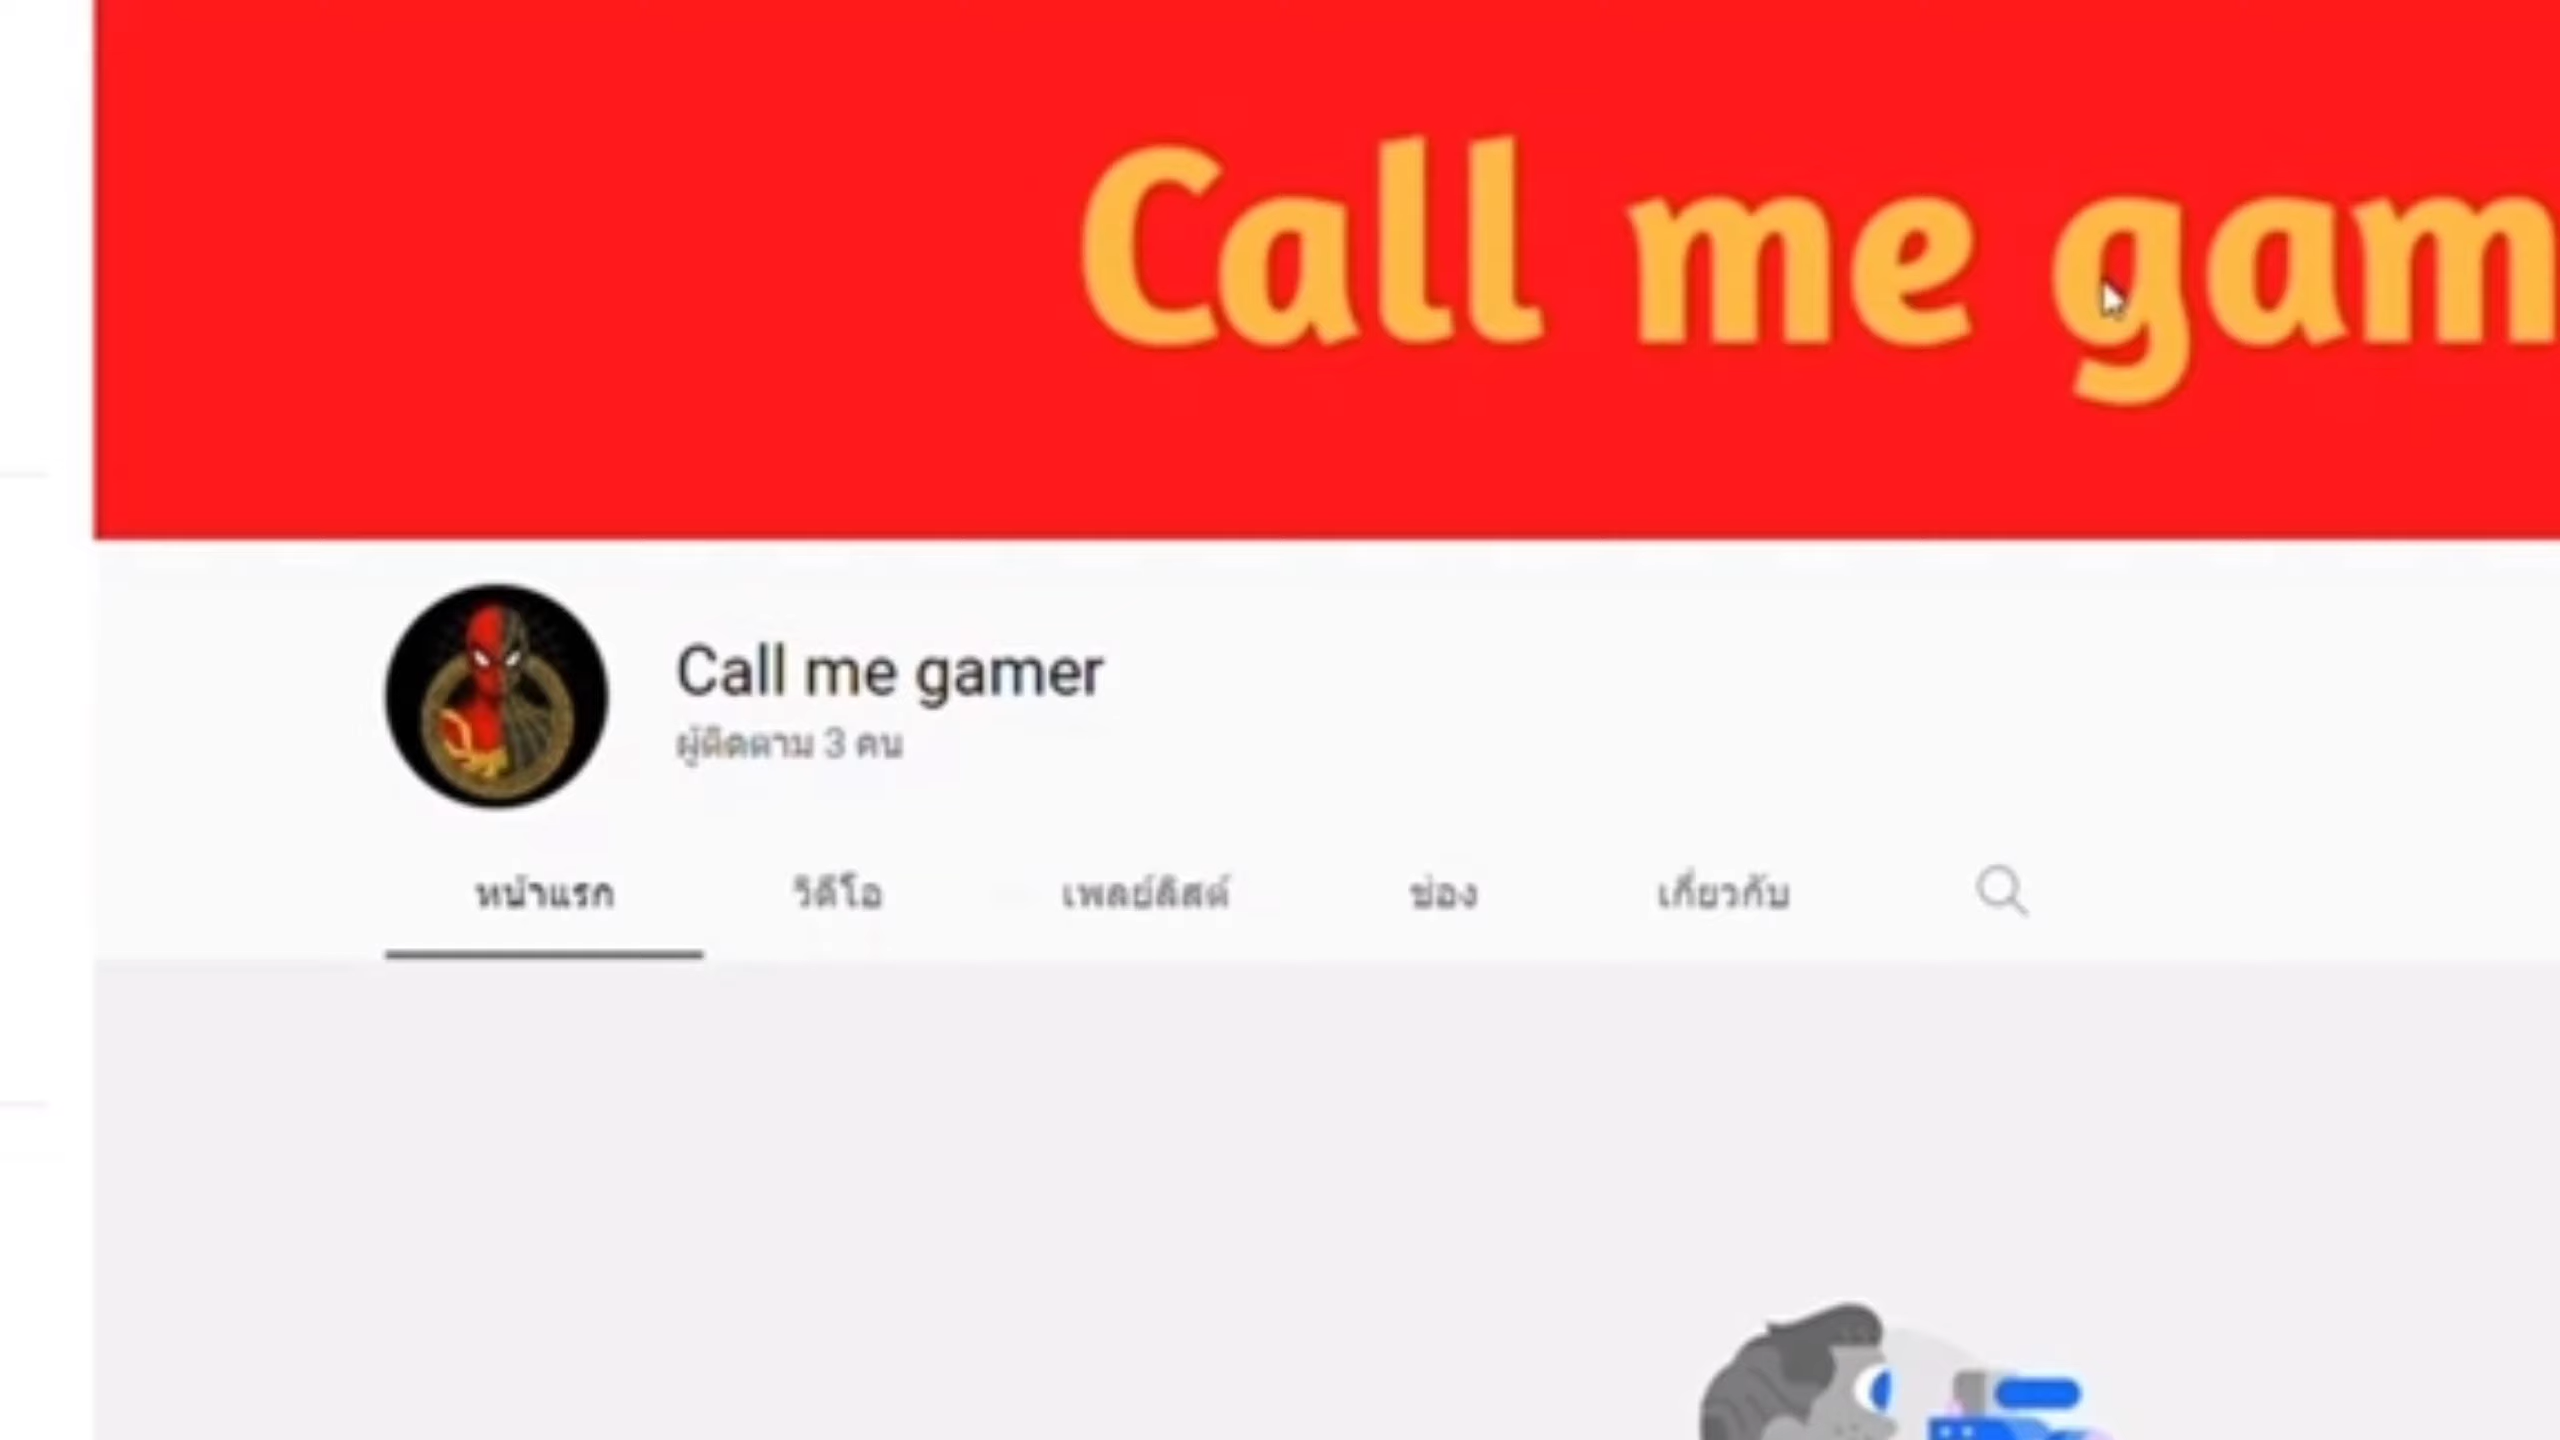 Call me gam
Call me gamer
ผู้ติดตาม 3 คน
หน้าแรก วิดีโอ เพลย์ลิสต์ ช่อง เกี่ยวกับ